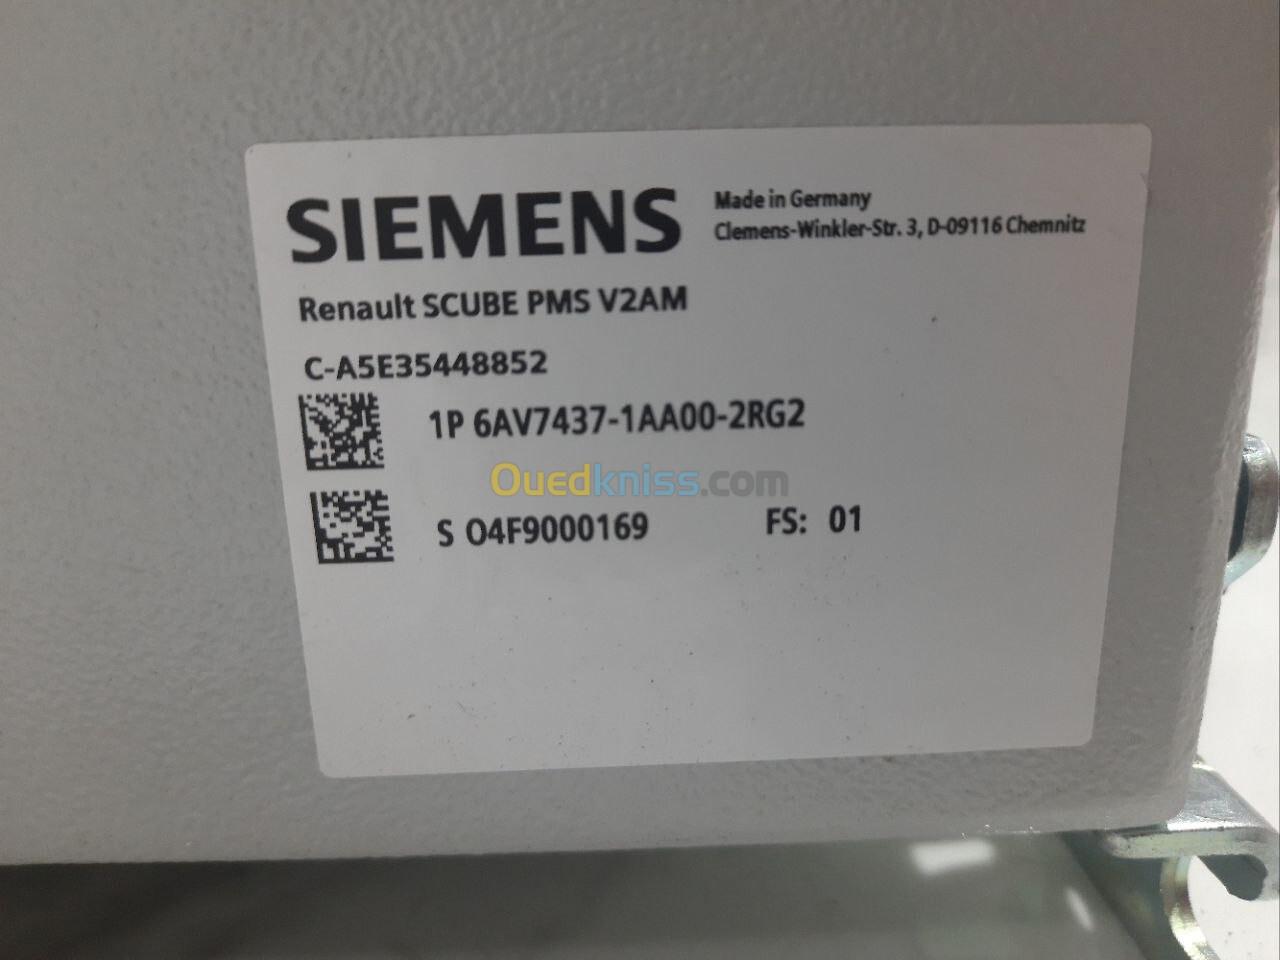 SIEMENS
Made in Germany
Clemens-Winkler-Str. 3, D-09116 Chemnitz
Renault SCUBE PMS V2AM
C-A5E35448852
1P 6AV7437-1AA00-2RG2
Ouedkniss.com
S O4F9000169 FS: 01